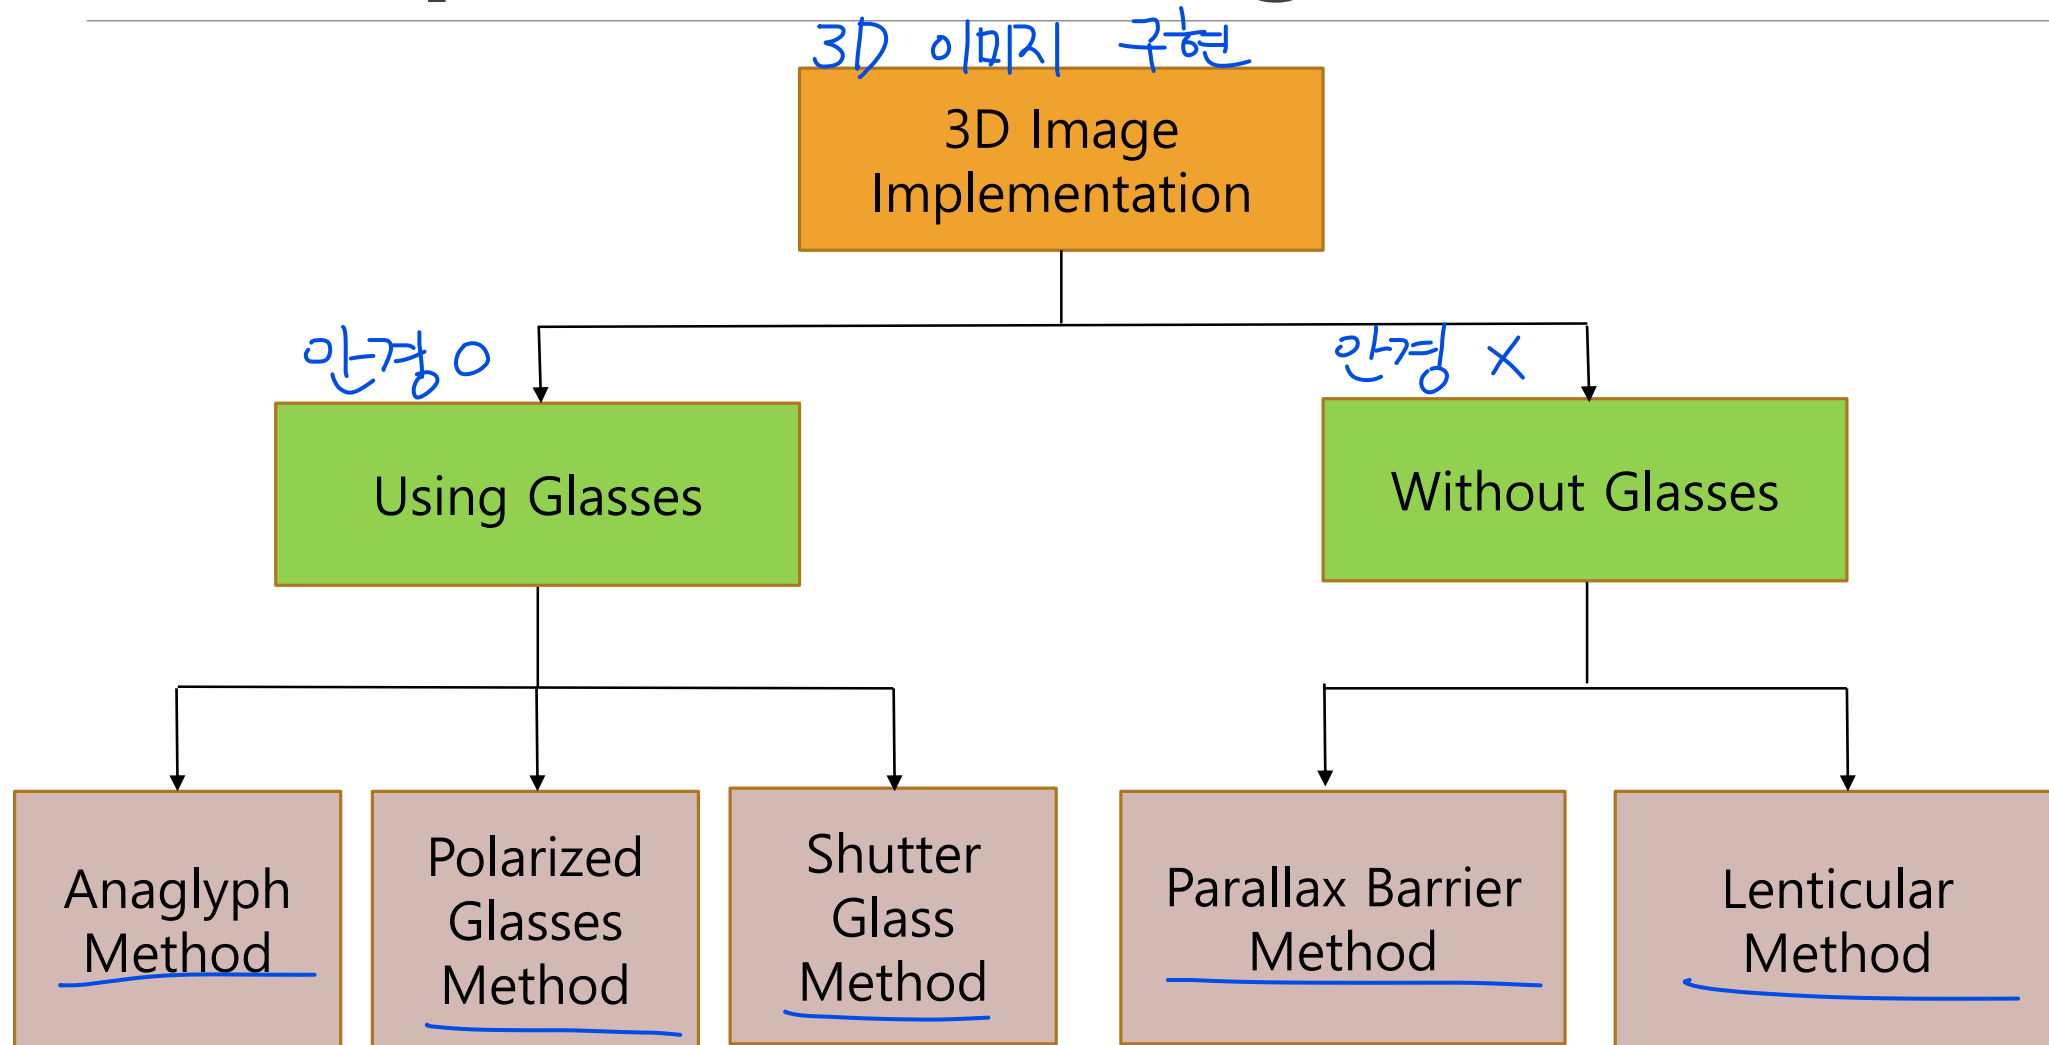 3D 이미지 구현
3D Image
Implementation
안경 O
안경 X
Using Glasses
Without Glasses
Anaglyph
Method
Polarized
Glasses
Method
Shutter
Glass
Method
Parallax Barrier
Method
Lenticular
Method